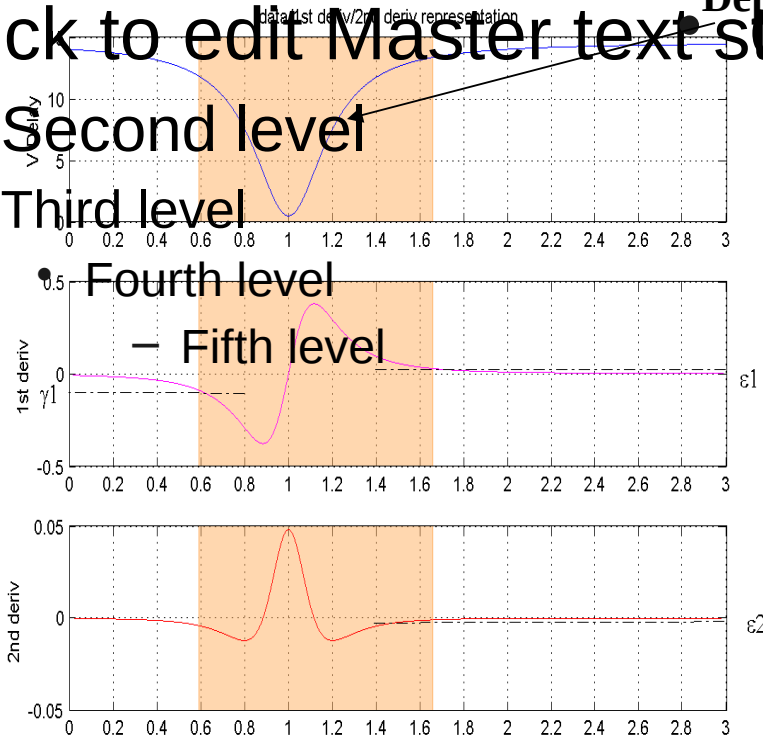 data/1st deriv/2nd deriv representation
ck to edit Master text st
Second level
Third level
• Fourth level
– Fifth level
10
5
0
0 0.2 0.4 0.6 0.8 1 1.2 1.4 1.6 1.8 2 2.2 2.4 2.6 2.8 3
1st deriv
0.5
0
-0.5
γ1
ε1
0 0.2 0.4 0.6 0.8 1 1.2 1.4 1.6 1.8 2 2.2 2.4 2.6 2.8 3
2nd deriv
0.05
0
-0.05
ε2
0 0.2 0.4 0.6 0.8 1 1.2 1.4 1.6 1.8 2 2.2 2.4 2.6 2.8 3